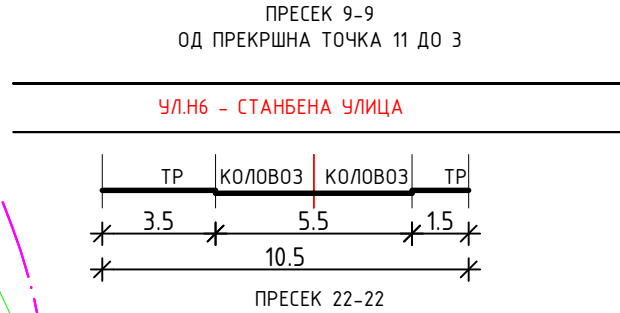 ПРЕСЕК 9-9
ОД ПРЕКРШНА ТОЧКА 11 ДО 3
УЛ.Н6 - СТАНБЕНА УЛИЦА
ТР КОЛОВОЗ КОЛОВОЗ ТР
3.5 5.5 1.5
10.5
ПРЕСЕК 22-22